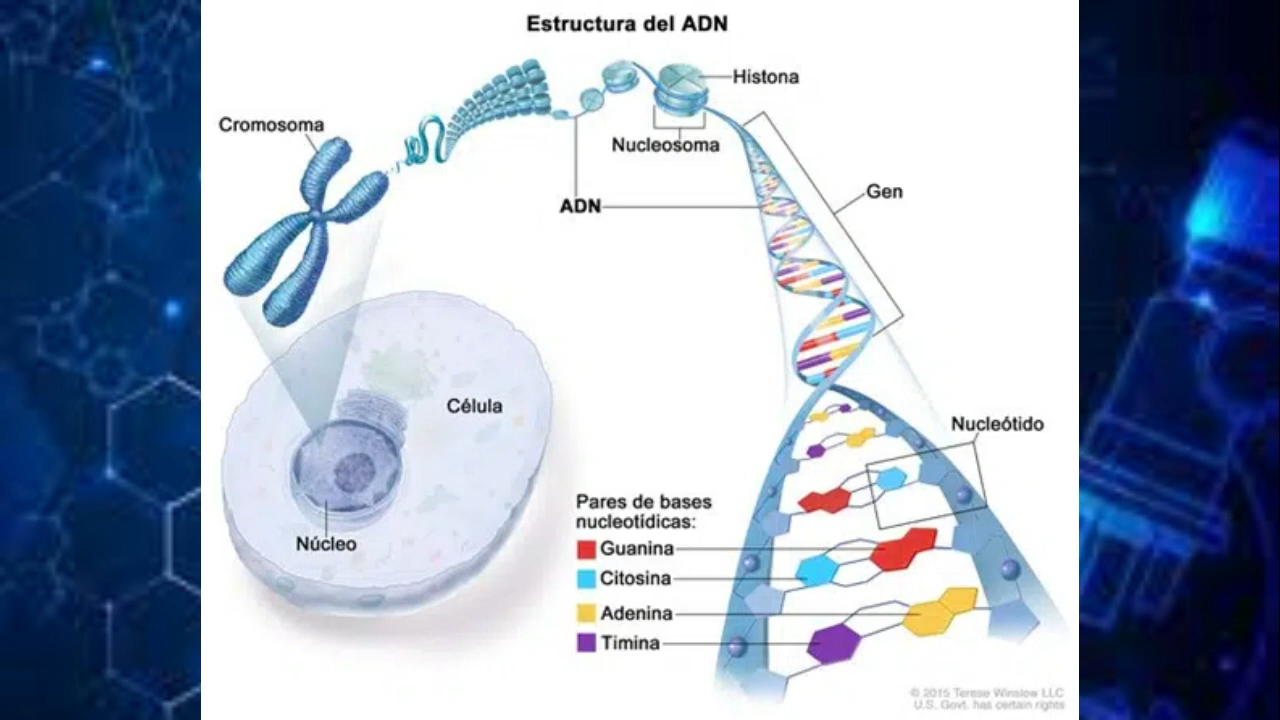 Estructura del ADN
Histona
Cromosoma
Nucleosoma
Gen
ADN
Célula
Nucleótido
Pares de bases
nucleotídicas:
Núcleo
Guanina
Citosina
Adenina
Timina
© 2015 Terese Winslow LLC
U.S. Govt. has certain rights